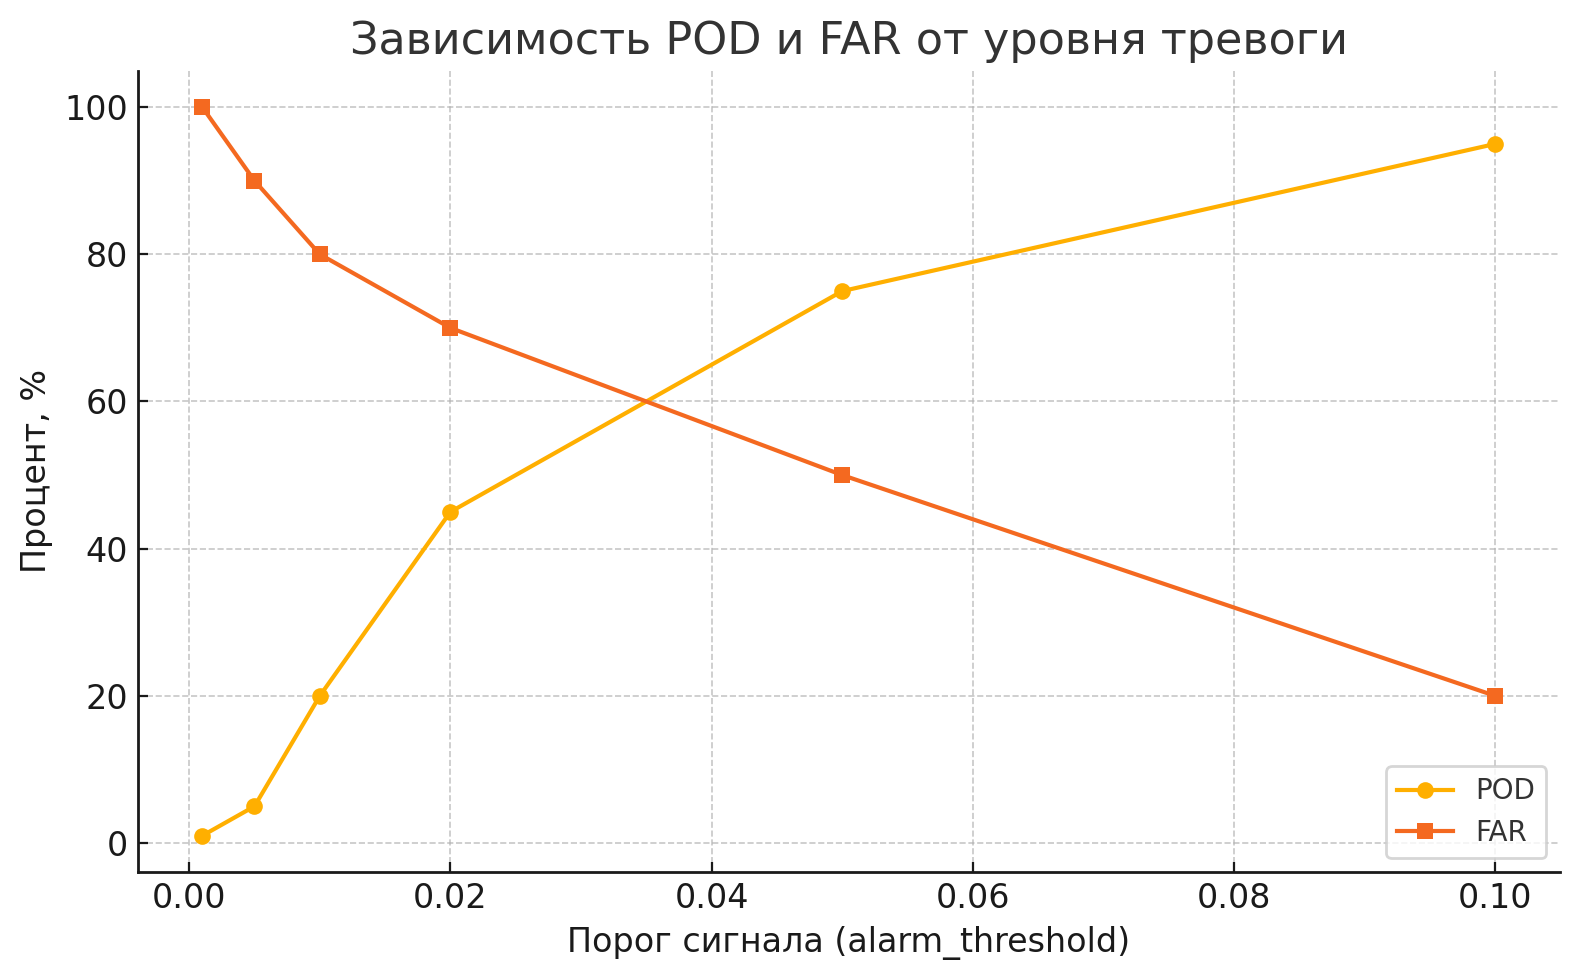 Зависимость POD и FAR от уровня тревоги
Процент, %
100
80
60
40
20
0
0.00 0.02 0.04 0.06 0.08 0.10
Порог сигнала (alarm_threshold)
POD
FAR